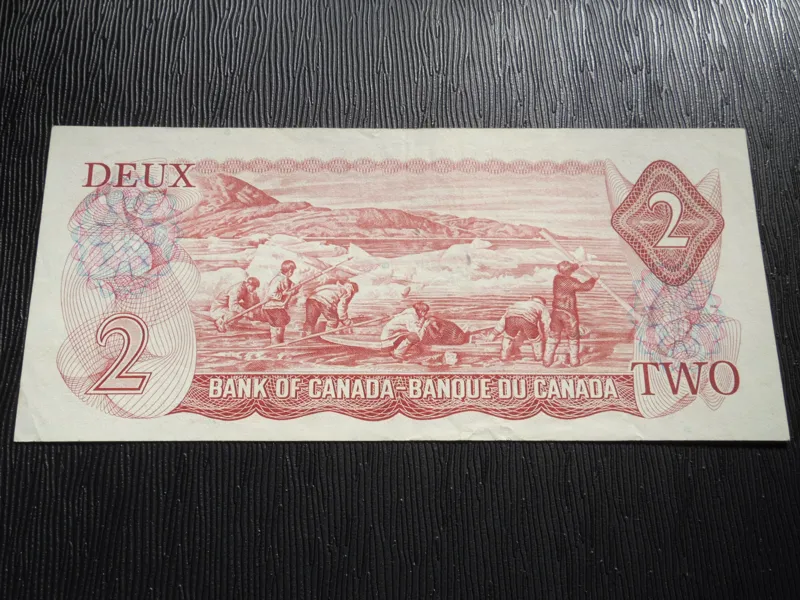 DEUX
2
2
BANK OF CANADA-BANQUE DU CANADA
TWO